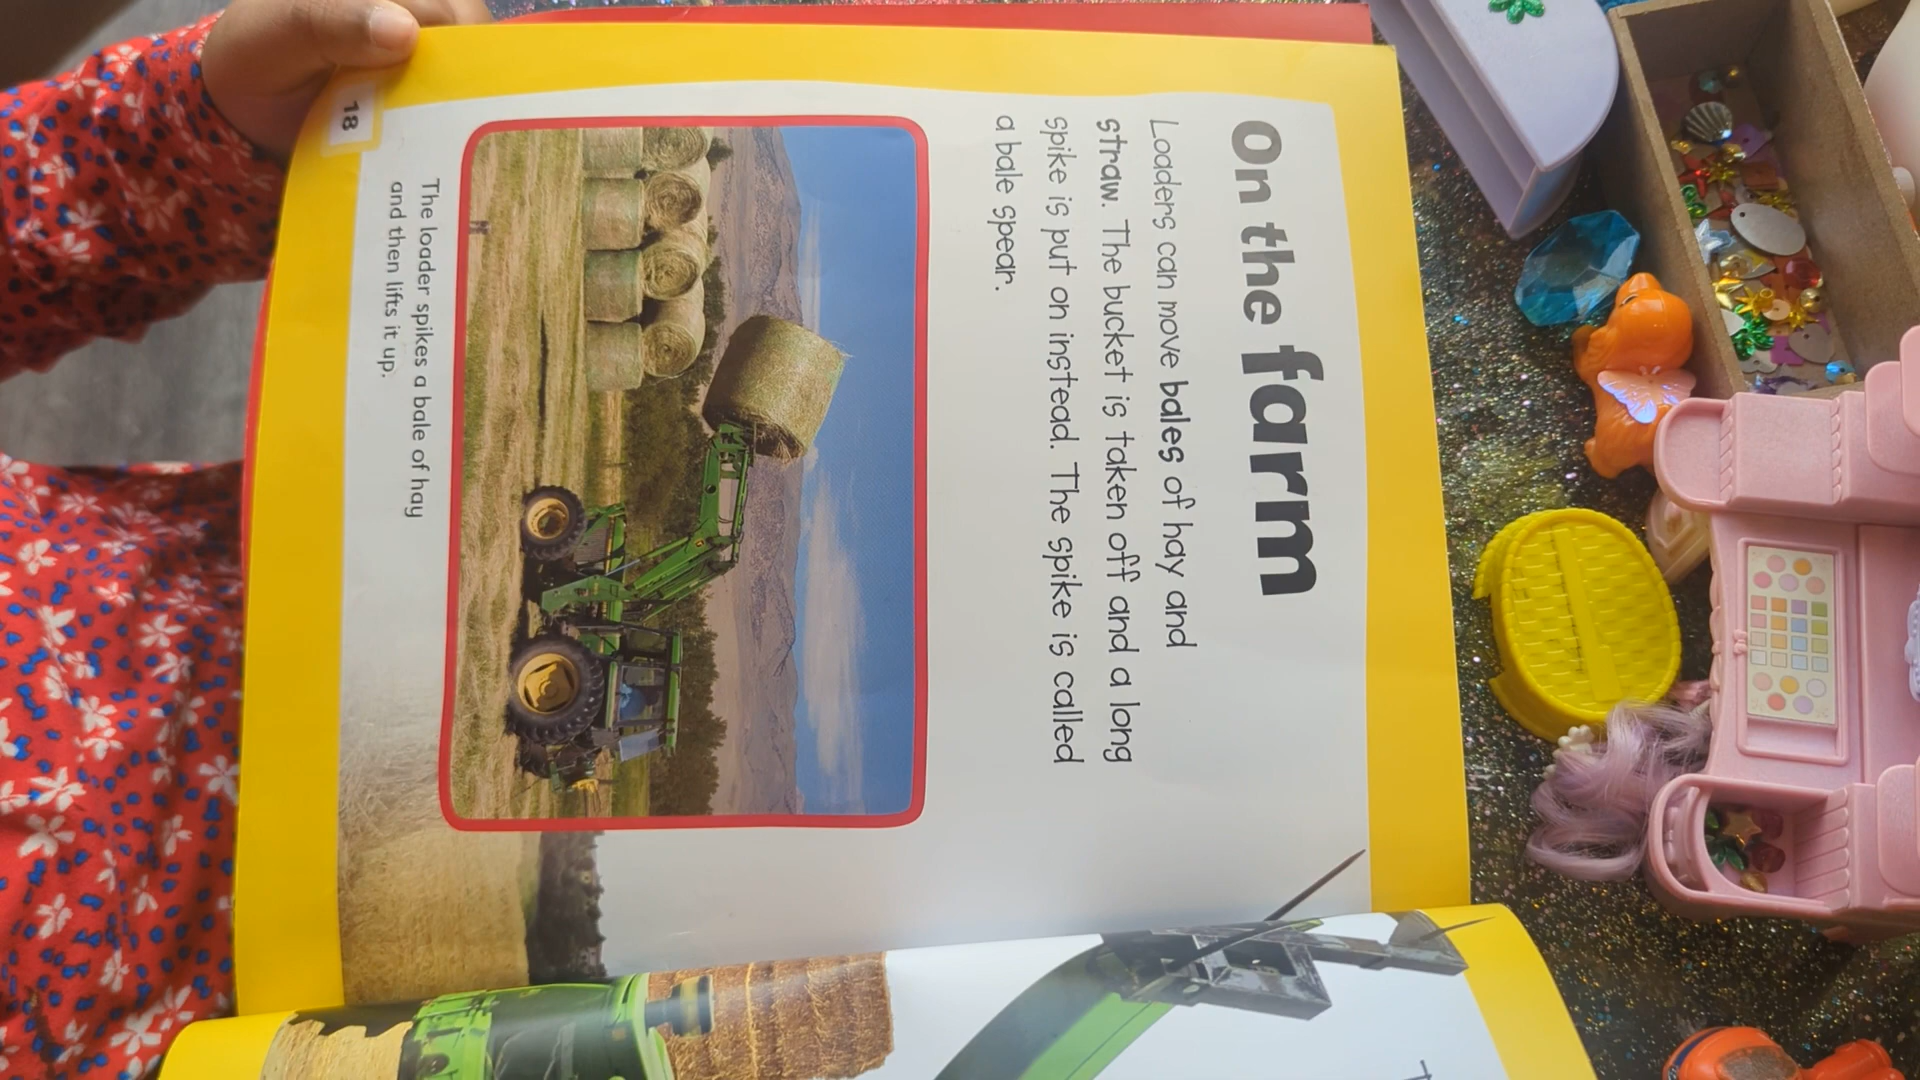 On the farm
Loaders can move bales of hay and
straw. The bucket is taken off and a long
spike is put on instead. The spike is called
a bale spear.
The loader spikes a bale of hay
and then lifts it up.
18